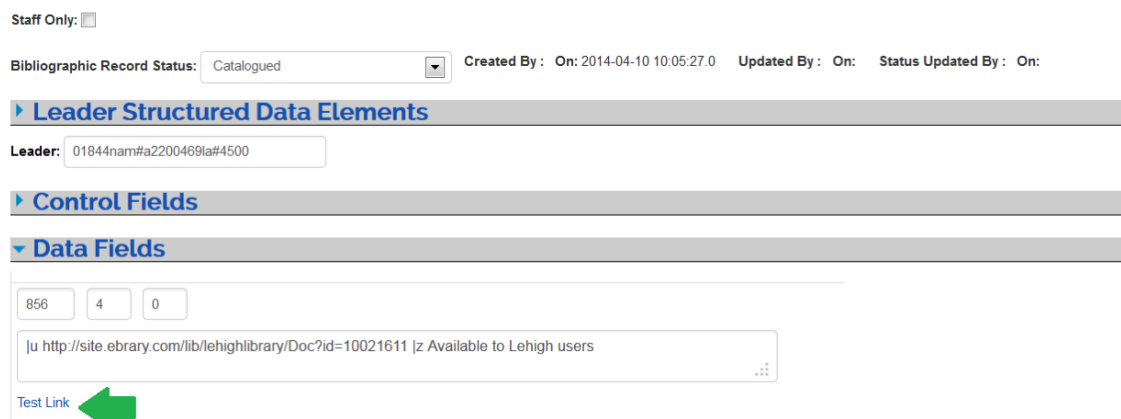 Staff Only:
Bibliographic Record Status: Catalogued Created By : On: 2014-04-10 10:05:27.0 Updated By : On: Status Updated By : On:
Leader Structured Data Elements
Leader: 01844nam#a2200469la#4500
Control Fields
Data Fields
856 4 0
|u http://site.ebrary.com/lib/lehighlibrary/Doc?id=10021611 |z Available to Lehigh users
Test Link